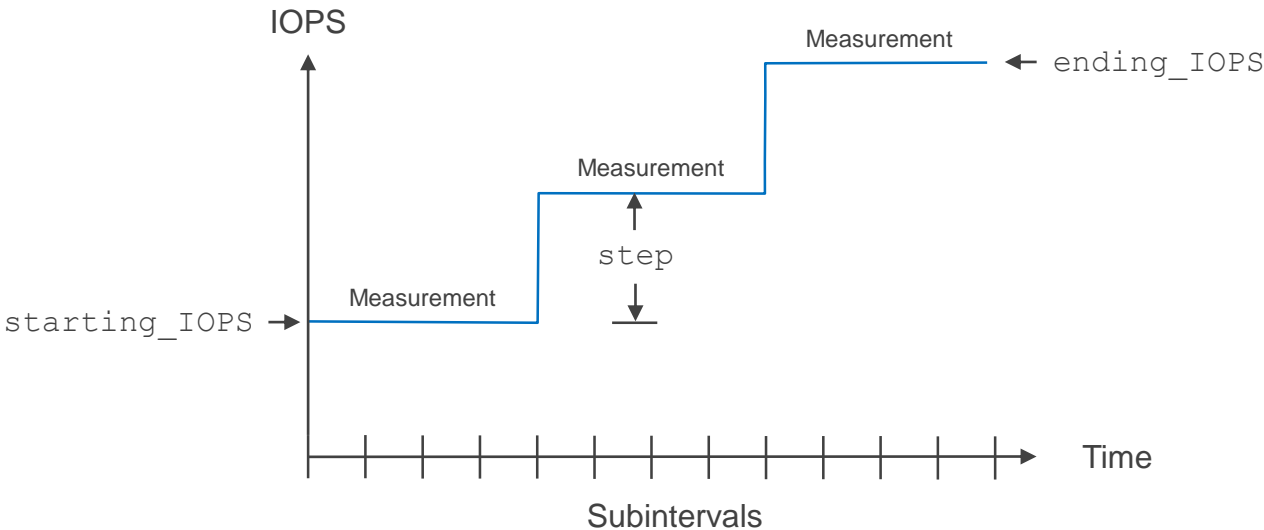 IOPS
Measurement
ending_IOPS
Measurement
step
Measurement
starting_IOPS
Time
Subintervals